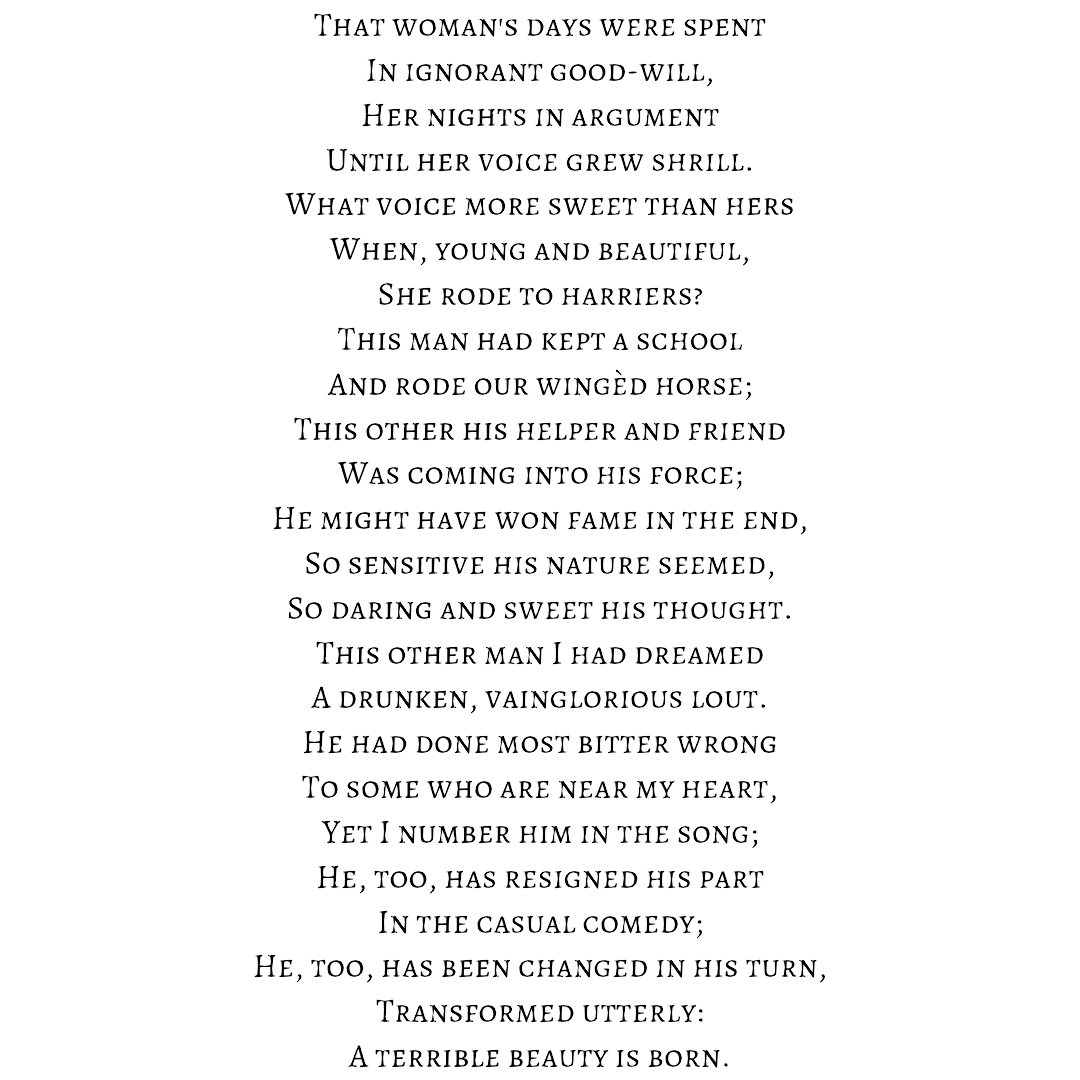 That woman's days were spent
In ignorant good-will,
Her nights in argument
Until her voice grew shrill.
What voice more sweet than hers
When, young and beautiful,
She rode to harriers?
This man had kept a school
And rode our wingèd horse;
This other his helper and friend
Was coming into his force;
He might have won fame in the end,
So sensitive his nature seemed,
So daring and sweet his thought.
This other man I had dreamed
A drunken, vainglorious lout.
He had done most bitter wrong
To some who are near my heart,
Yet I number him in the song;
He, too, has resigned his part
In the casual comedy;
He, too, has been changed in his turn,
Transformed utterly:
A terrible beauty is born.